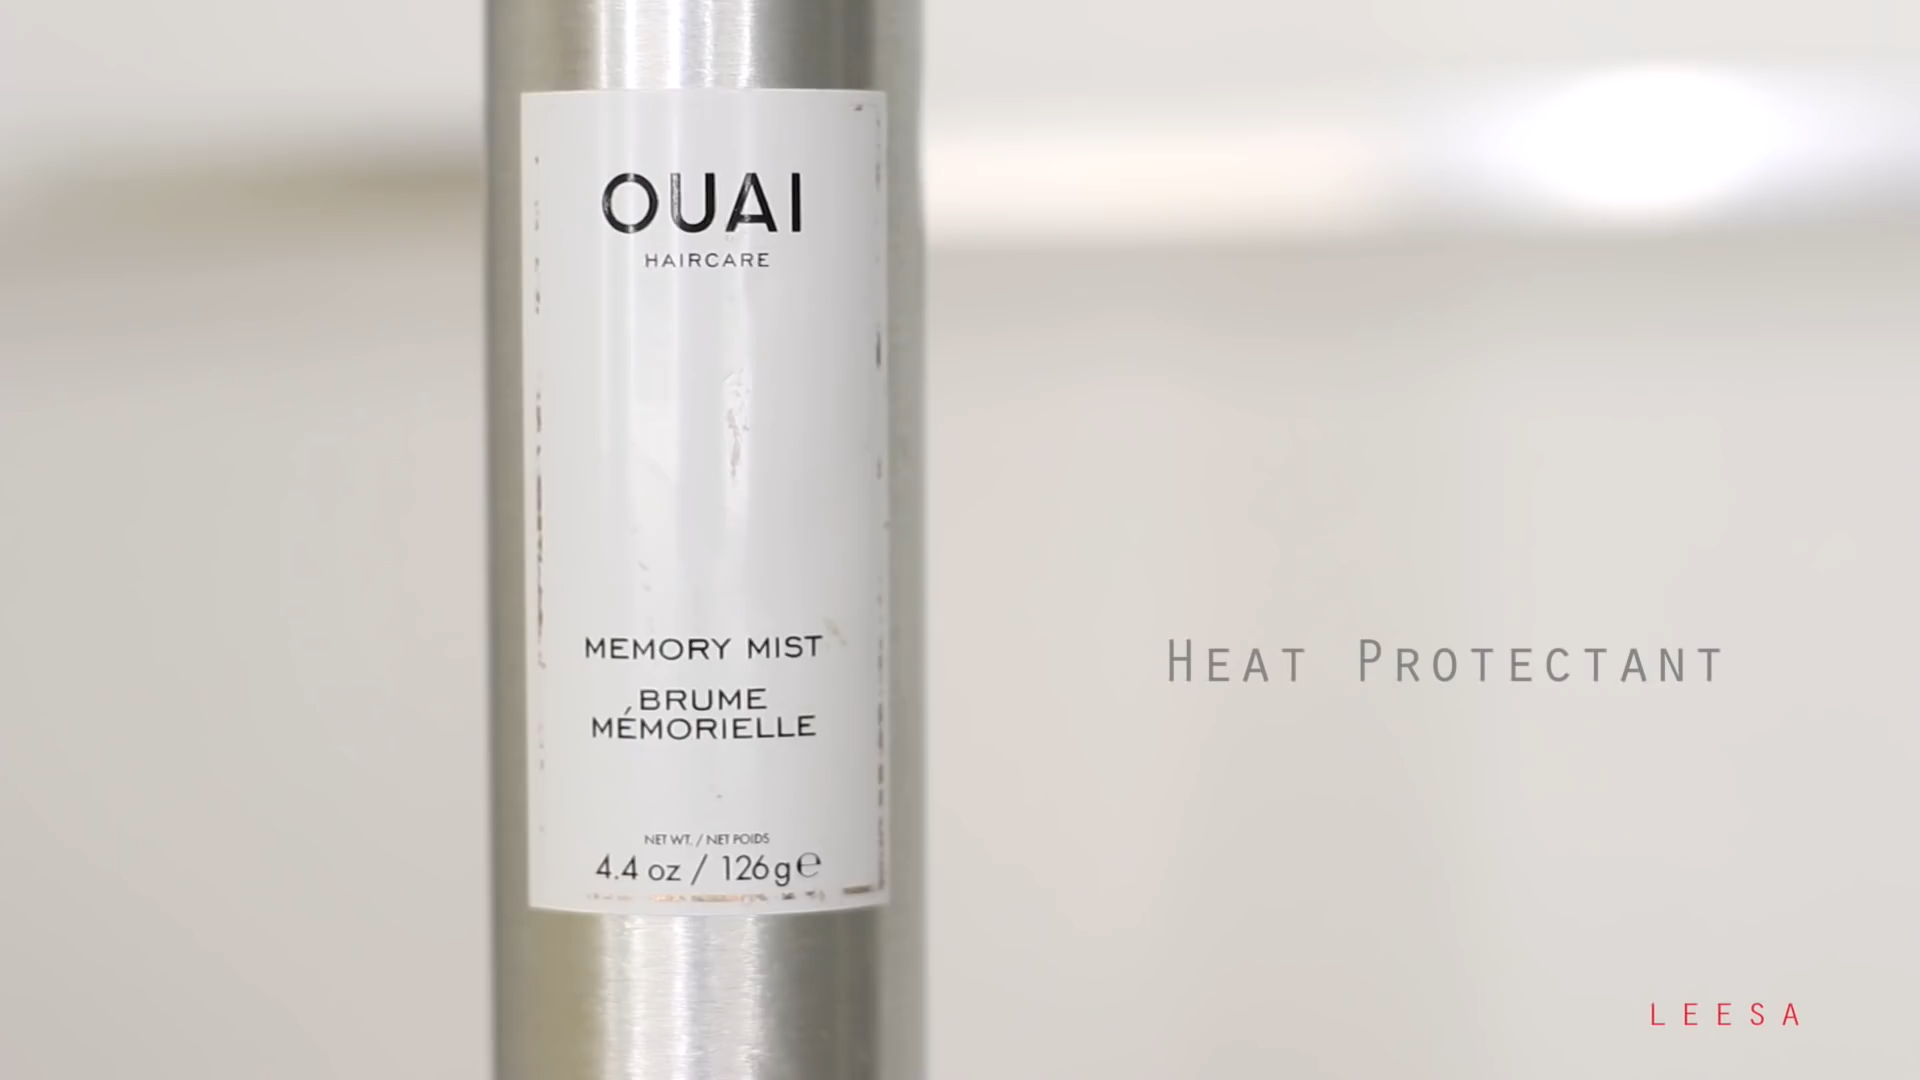 OUAI
HAIRCARE
MEMORY MIST
BRUME
MÉMORIELLE
NET WT. / NET POIDS
4.4 oz / 126g℮
HEAT PROTECTANT
LEESA